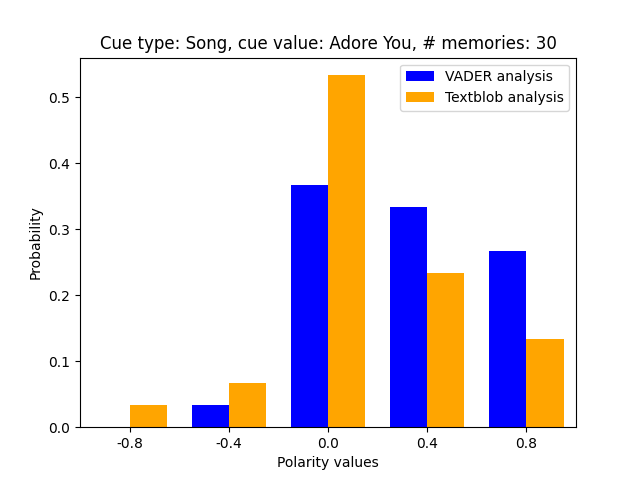 Cue type: Song, cue value: Adore You, # memories: 30
VADER analysis
Textblob analysis
0.5
0.4
0.3
0.2
0.1
0.0
Probability
-0.8 -0.4 0.0 0.4 0.8
Polarity values